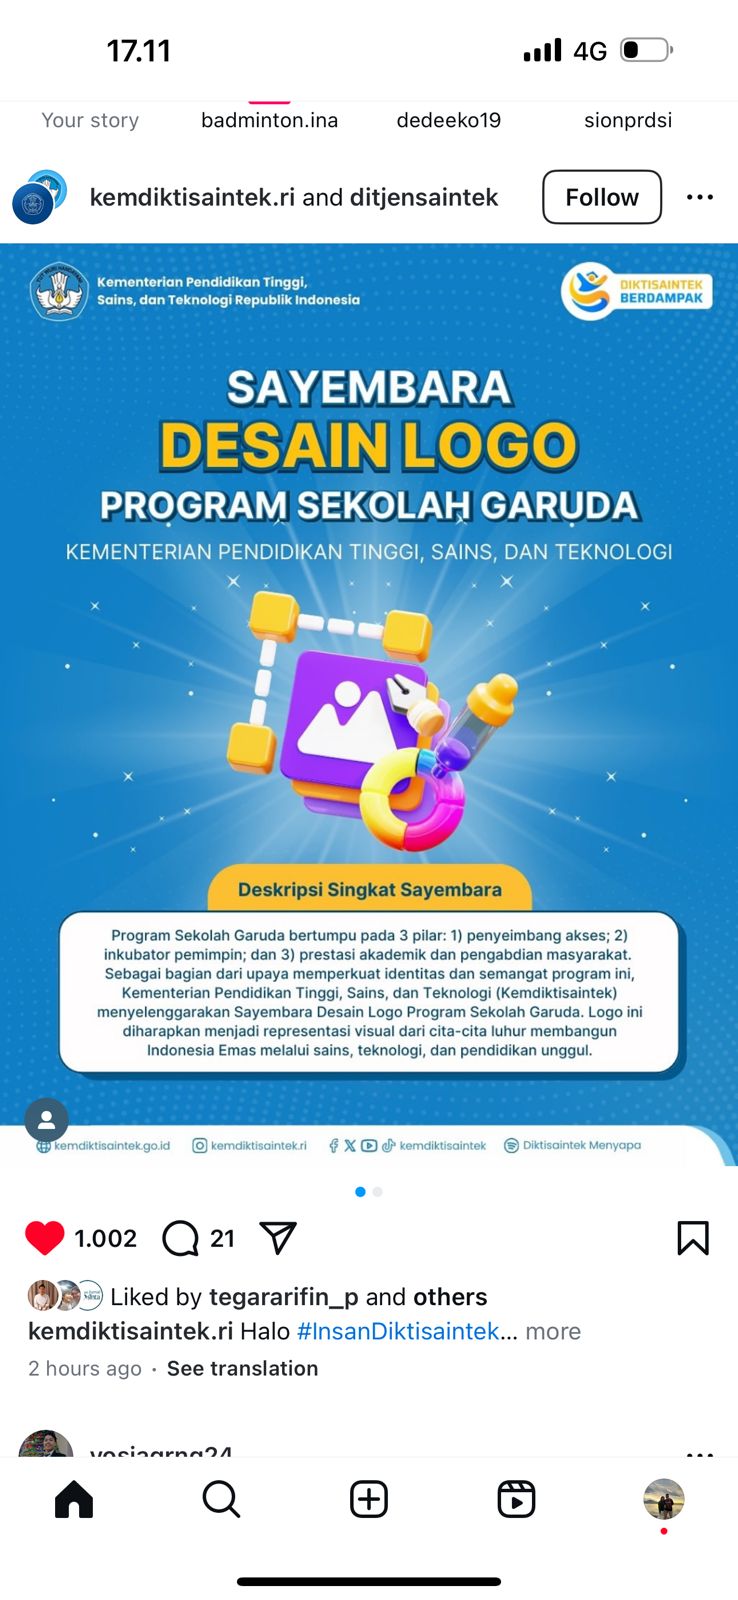 17.11
4G
Your story
badminton.ina
dedeeko19
sionprdsi
kemdiktisaintek.ri and ditjensaintek
Follow
Kementerian Pendidikan Tinggi,
Sains, dan Teknologi Republik Indonesia
DIKTISAINTEK
BERDAMPAK
SAYEMBARA
DESAIN LOGO
PROGRAM SEKOLAH GARUDA
KEMENTERIAN PENDIDIKAN TINGGI, SAINS, DAN TEKNOLOGI
Deskripsi Singkat Sayembara
Program Sekolah Garuda bertumpu pada 3 pilar: 1) penyeimbang akses; 2)
inkubator pemimpin; dan 3) prestasi akademik dan pengabdian masyarakat.
Sebagai bagian dari upaya memperkuat identitas dan semangat program ini,
Kementerian Pendidikan Tinggi, Sains, dan Teknologi (Kemdiktisaintek)
menyelenggarakan Sayembara Desain Logo Program Sekolah Garuda. Logo ini
diharapkan menjadi representasi visual dari cita-cita luhur membangun
Indonesia Emas melalui sains, teknologi, dan pendidikan unggul.
kemdiktisaintek.go.id
kemdiktisaintek.ri
kemdiktisaintek
Diktisaintek Menyapa
1.002
21
Liked by tegararifin_p and others
kemdiktisaintek.ri Halo #InsanDiktisaintek... more
2 hours ago · See translation